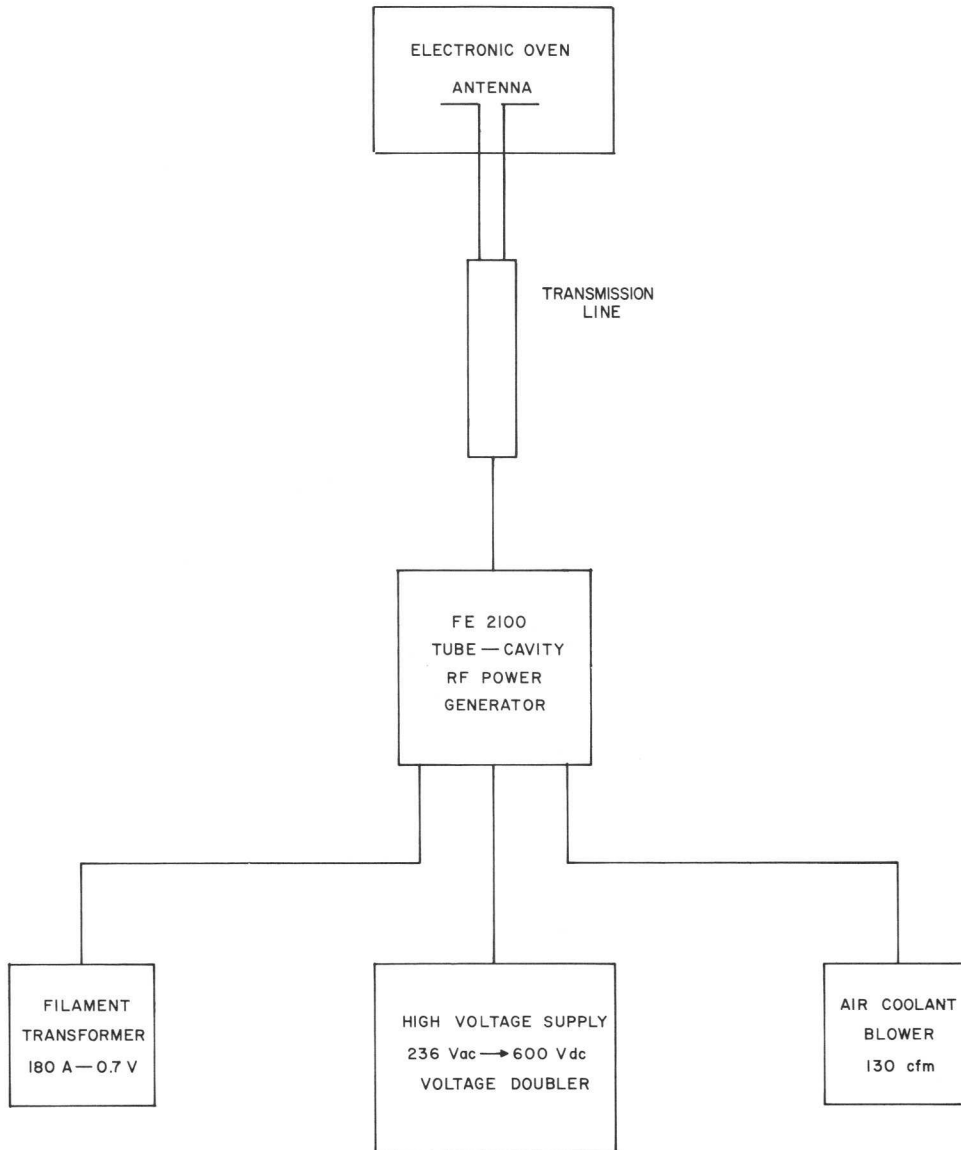 ELECTRONIC OVEN
ANTENNA
TRANSMISSION
LINE
FE 2100
TUBE — CAVITY
RF POWER
GENERATOR
FILAMENT
TRANSFORMER
180 A — 0.7 V
HIGH VOLTAGE SUPPLY
236 Vac → 600 Vdc
VOLTAGE DOUBLER
AIR COOLANT
BLOWER
130 cfm